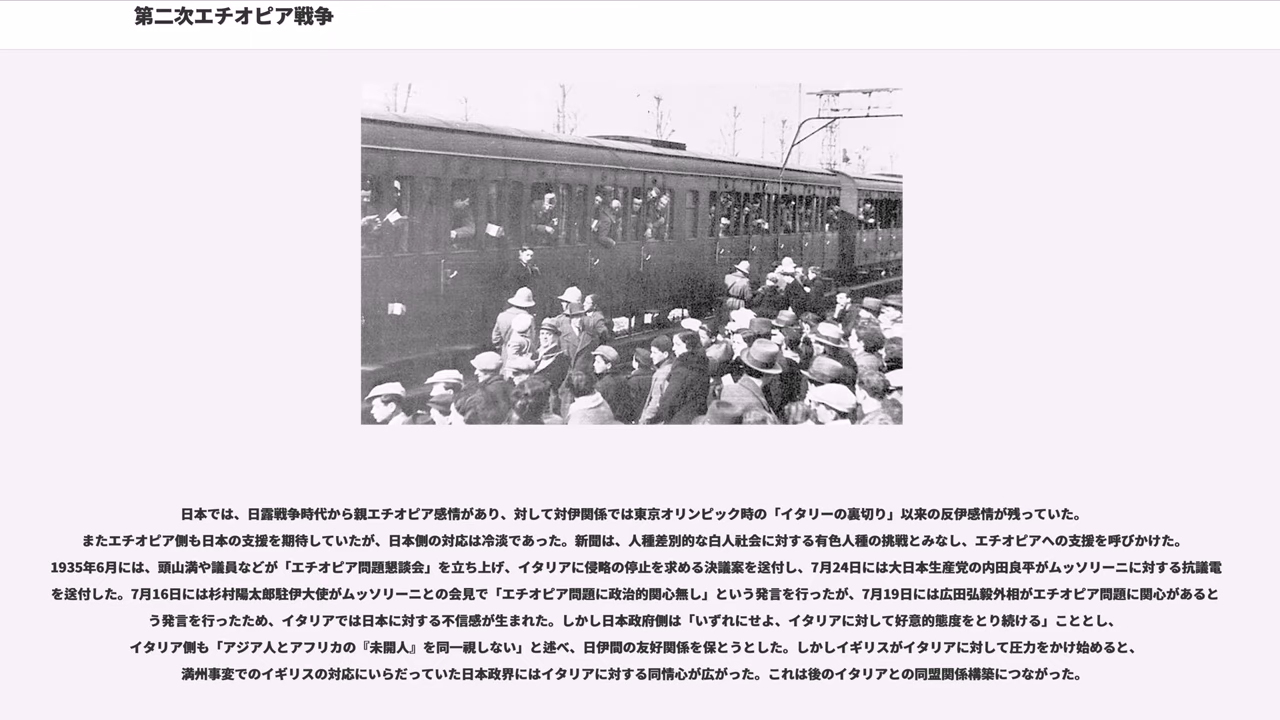 第二次エチオピア戦争
日本では、日露戦争時代から親エチオピア感情があり、対して対伊関係では東京オリンピック時の「イタリーの裏切り」以来の反伊感情が残っていた。
またエチオピア側も日本の支援を期待していたが、日本側の対応は冷淡であった。新聞は、人種差別的な白人社会に対する有色人種の挑戦とみなし、エチオピアへの支援を呼びかけた。
1935年6月には、頭山満や議員などが「エチオピア問題懇談会」を立ち上げ、イタリアに侵略の停止を求める決議案を送付し、7月24日には大日本生産党の内田良平がムッソリーニに対する抗議電
を送付した。7月16日には杉村陽太郎駐伊大使がムッソリーニとの会見で「エチオピア問題に政治的関心無し」という発言を行ったが、7月19日には広田弘毅外相がエチオピア問題に関心があると
う発言を行ったため、イタリアでは日本に対する不信感が生まれた。しかし日本政府側は「いずれにせよ、イタリアに対して好意的態度をとり続ける」こととし、
イタリア側も「アジア人とアフリカの『未開人』を同一視しない」と述べ、日伊間の友好関係を保とうとした。しかしイギリスがイタリアに対して圧力をかけ始めると、
満州事変でのイギリスの対応にいらだっていた日本政界にはイタリアに対する同情心が広がった。これは後のイタリアとの同盟関係構築につながった。